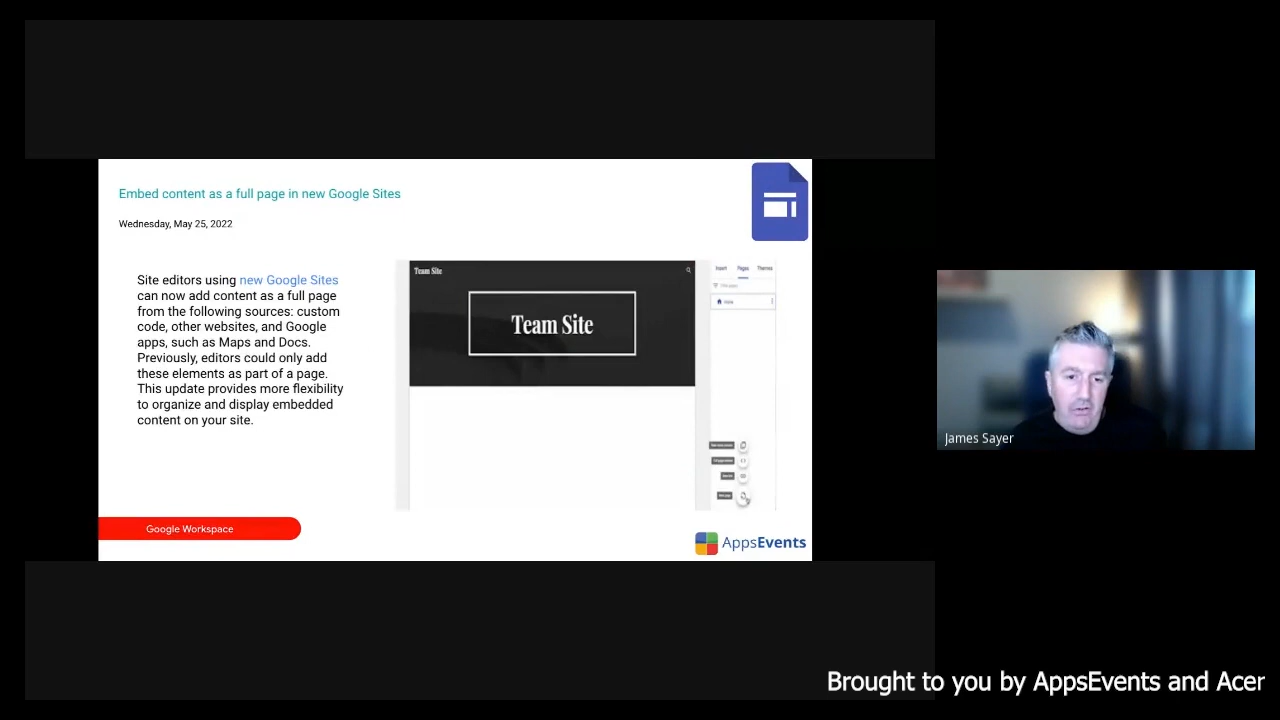 Embed content as a full page in new Google Sites
Wednesday, May 25, 2022
Site editors using new Google Sites
can now add content as a full page
from the following sources: custom
code, other websites, and Google
apps, such as Maps and Docs.
Previously, editors could only add
these elements as part of a page.
This update provides more flexibility
to organize and display embedded
content on your site.
Team Site
Team Site
Insert Pages Themes
Google Workspace
AppsEvents
James Sayer
Brought to you by AppsEvents and Acer